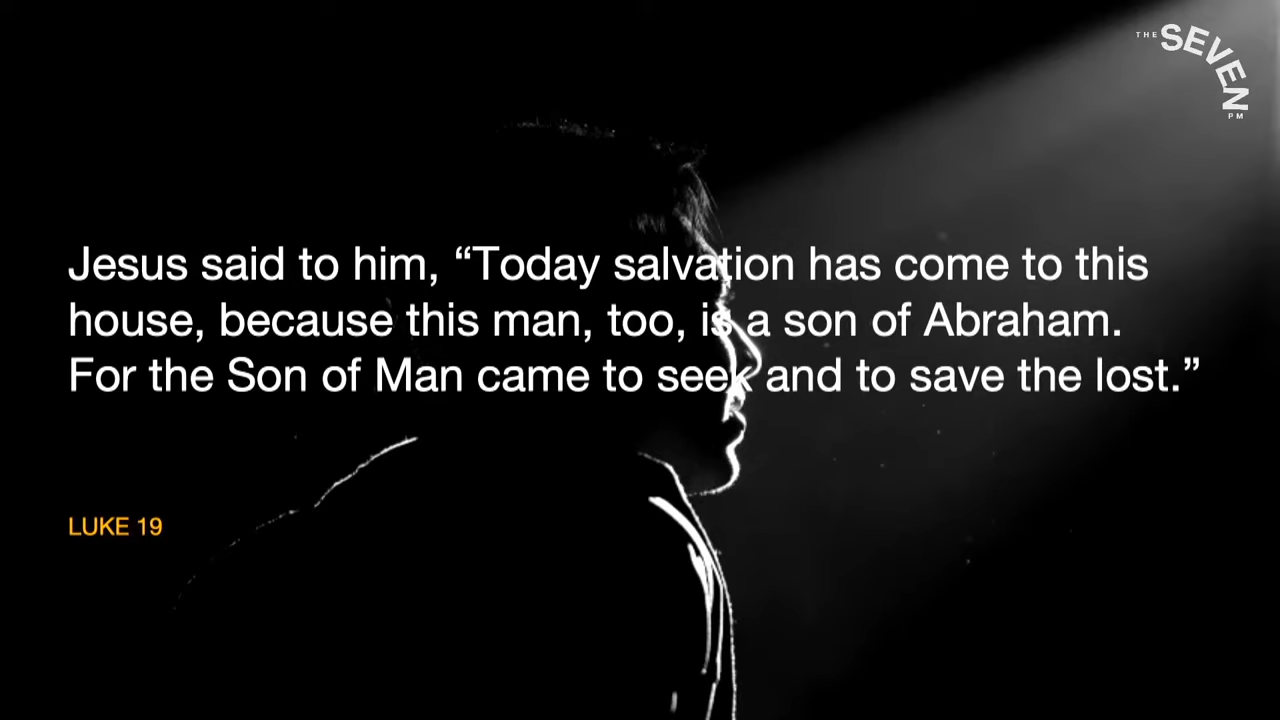 THE SEVEN PM
Jesus said to him, “Today salvation has come to this
house, because this man, too, is a son of Abraham.
For the Son of Man came to seek and to save the lost.”
LUKE 19